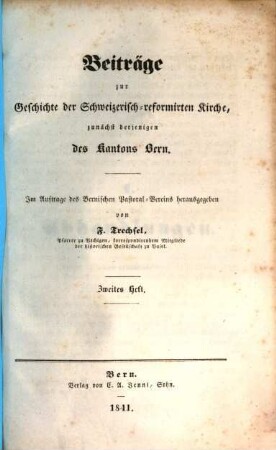 Beiträge
zur
Geschichte der Schweizerisch-reformirten Kirche,
zunächst derjenigen
des Kantons Bern.
Im Auftrage des Bernischen Pastoral-Vereins herausgegeben
von
F. Trechsel,
Pfarrer zu Vechigen, korrespondirendem Mitgliede
der historischen Gesellschaft zu Basel.
Zweites Heft.
Bern.
Verlag von C. A. Jenni, Sohn.
1841.